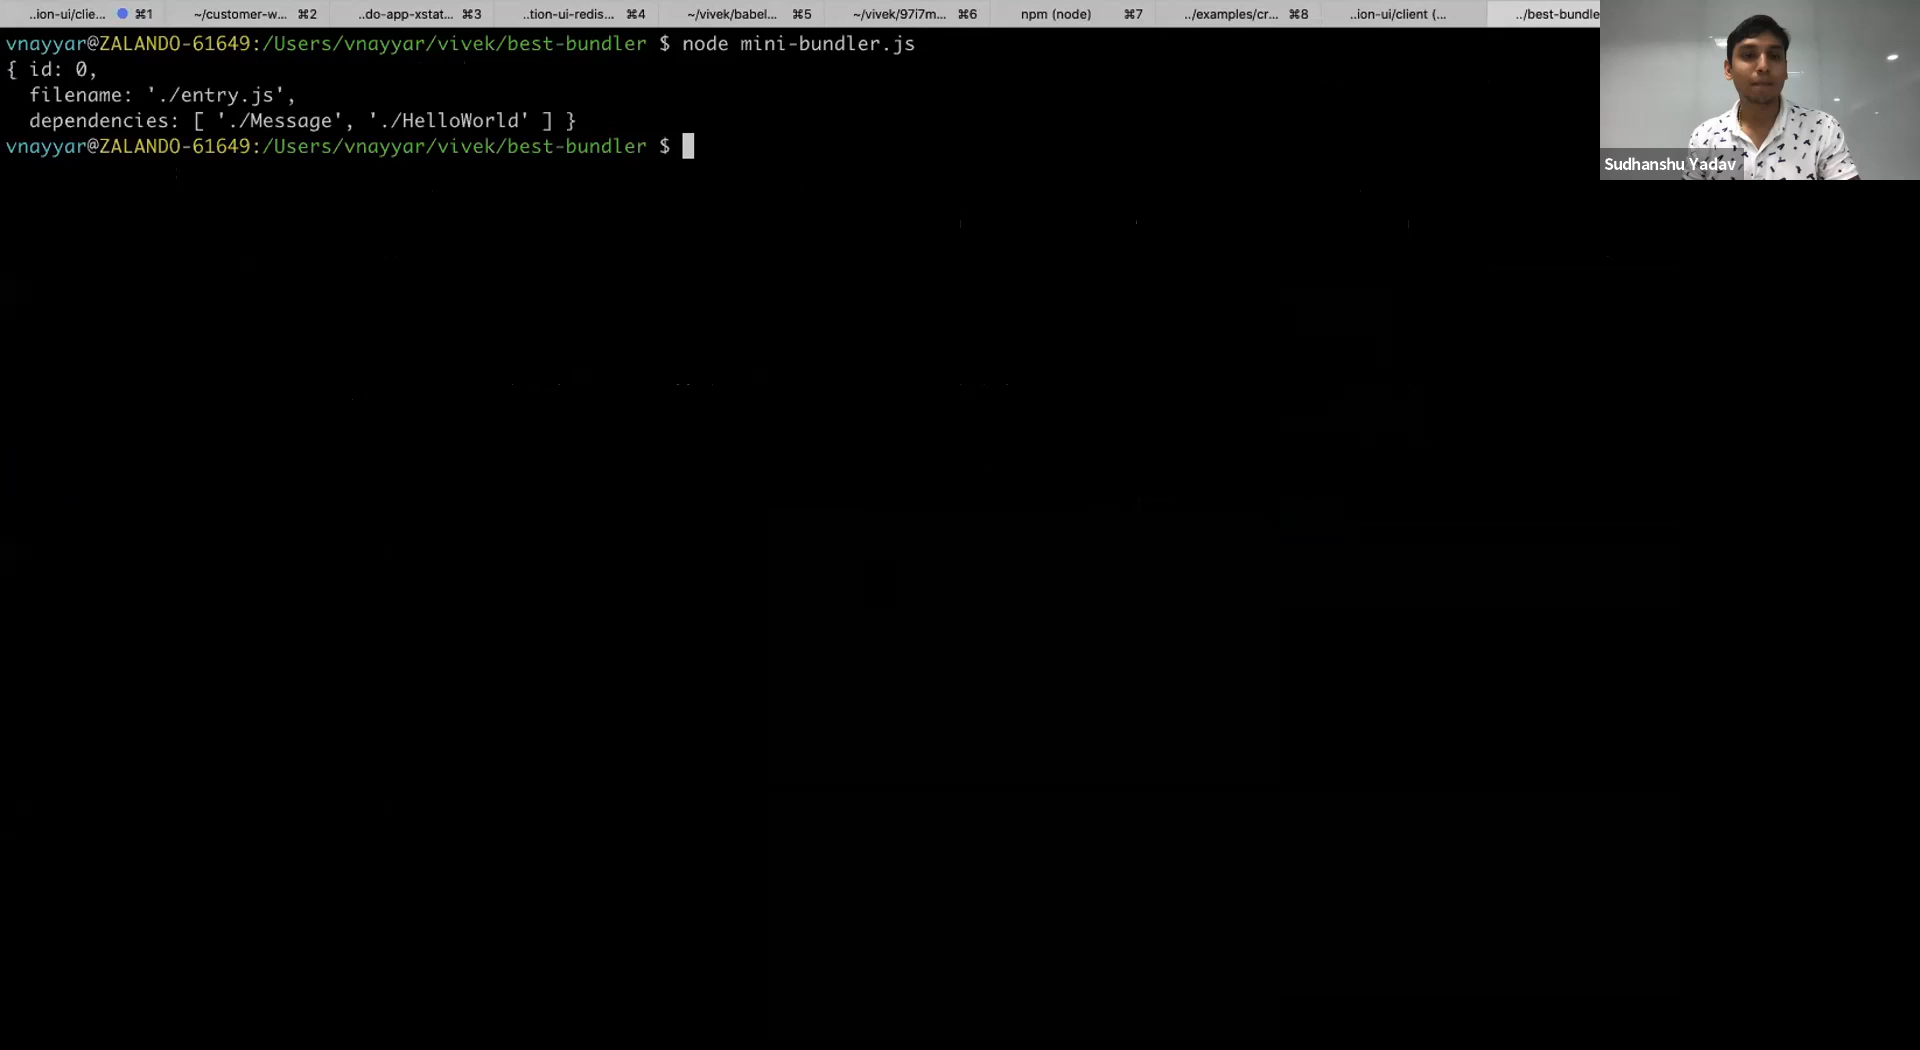 ..ion-ui/clie... ⌘1 ~/customer-w... ⌘2 ..do-app-xstat... ⌘3 ..tion-ui-redis... ⌘4 ~/vivek/babel... ⌘5 ~/vivek/97i7m... ⌘6 npm (node) ⌘7 ../examples/cr... ⌘8 ..ion-ui/client (... ../best-bundle
vnayyar@ZALANDO-61649:/Users/vnayyar/vivek/best-bundler $ node mini-bundler.js
{ id: 0,
  filename: './entry.js',
  dependencies: [ './Message', './HelloWorld' ] }
vnayyar@ZALANDO-61649:/Users/vnayyar/vivek/best-bundler $
Sudhanshu Yadav